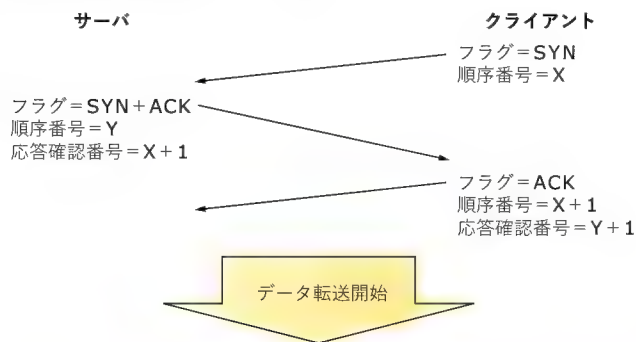 サーバ
クライアント
フラグ＝SYN
順序番号＝X
フラグ＝SYN＋ACK
順序番号＝Y
応答確認番号＝X＋1
フラグ＝ACK
順序番号＝X＋1
応答確認番号＝Y＋1
データ転送開始